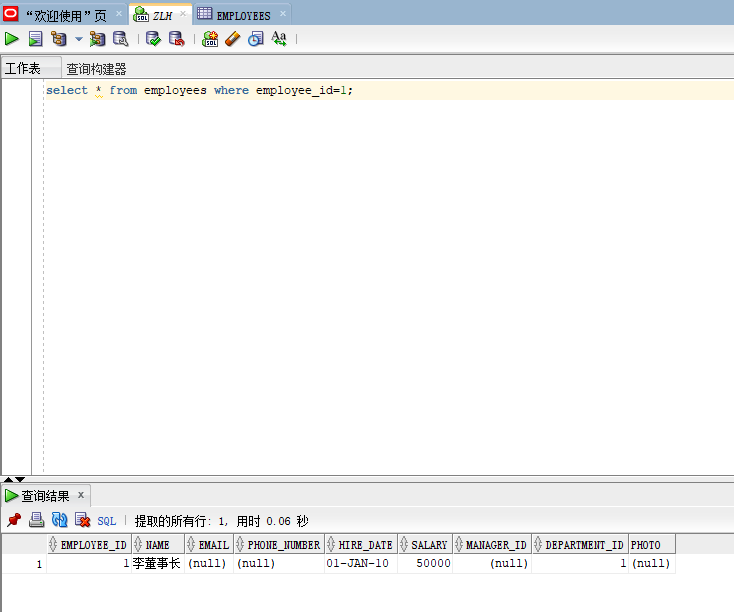 “欢迎使用”页 ZLH EMPLOYEES
工作表 查询构建器
select * from employees where employee_id=1;
查询结果 x
SQL | 提取的所有行: 1, 用时 0.06 秒
EMPLOYEE_ID NAME EMAIL PHONE_NUMBER HIRE_DATE SALARY MANAGER_ID DEPARTMENT_ID PHOTO
1 1 李董事长 (null) (null) 01-JAN-10 50000 (null) 1 (null)